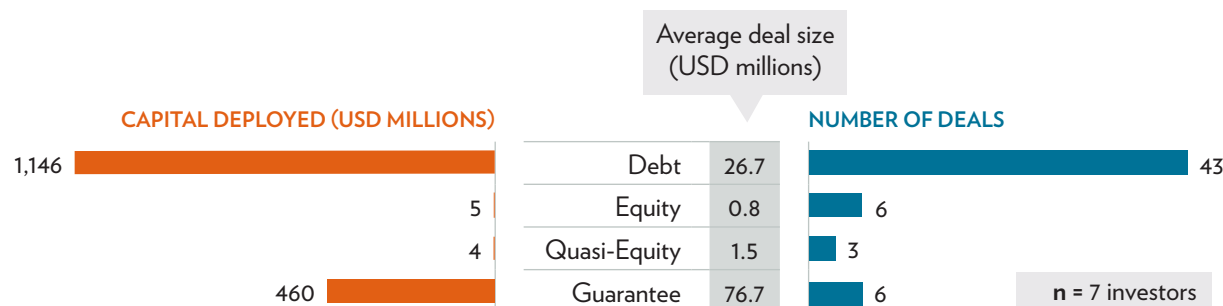 Average deal size
(USD millions)
CAPITAL DEPLOYED (USD MILLIONS)
NUMBER OF DEALS
1,146 Debt 26.7 43
5 Equity 0.8 6
4 Quasi-Equity 1.5 3
460 Guarantee 76.7 6
n = 7 investors